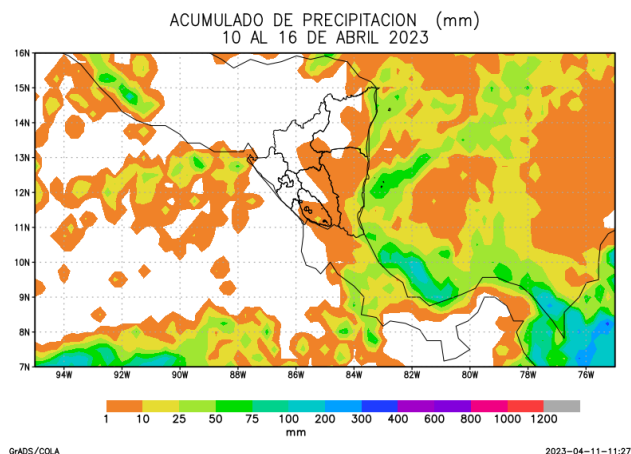 ACUMULADO DE PRECIPITACION (mm)
10 AL 16 DE ABRIL 2023
16N
15N
14N
13N
12N
11N
10N
9N
8N
7N
94W 92W 90W 88W 86W 84W 82W 80W 78W 76W
1 10 25 50 75 100 200 300 400 600 800 1000 1200
mm
GrADS/COLA
2023-04-11-11:27